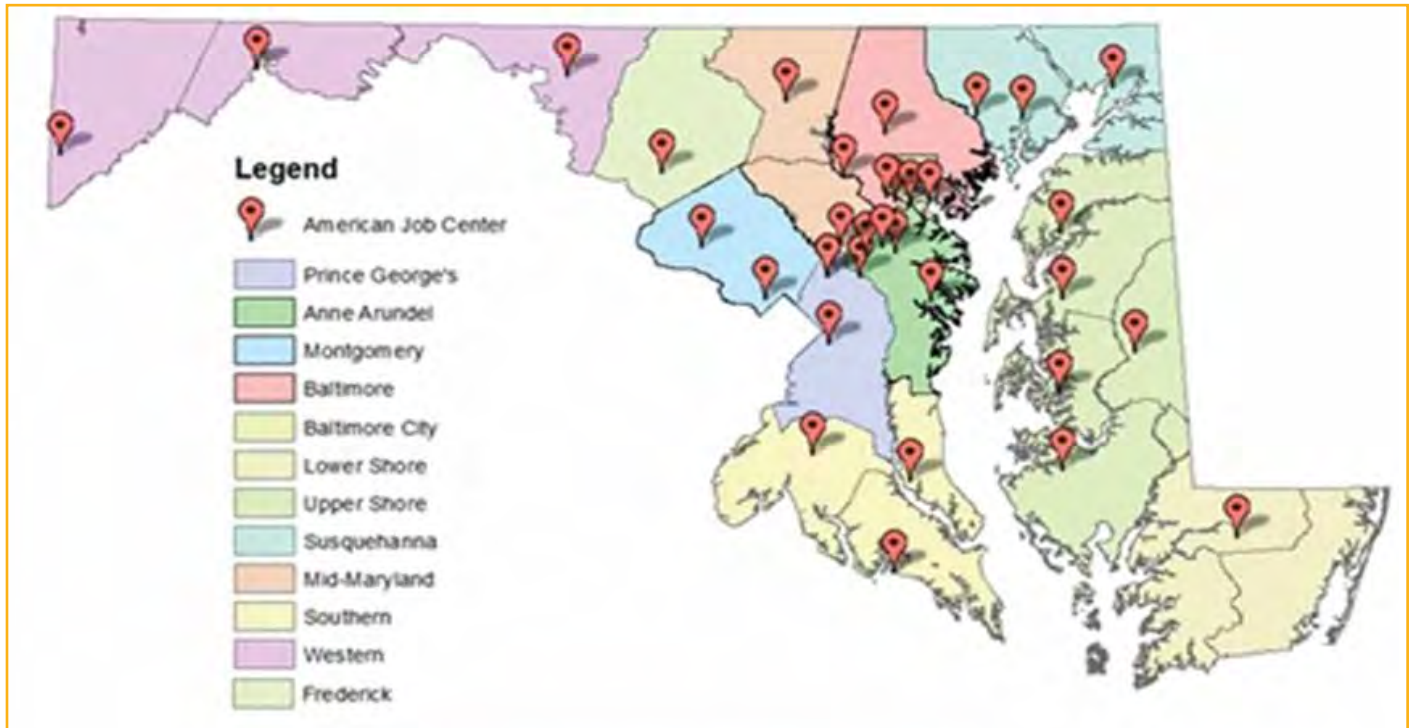 Legend
American Job Center
Prince George's
Anne Arundel
Montgomery
Baltimore
Baltimore City
Lower Shore
Upper Shore
Susquehanna
Mid-Maryland
Southern
Western
Frederick